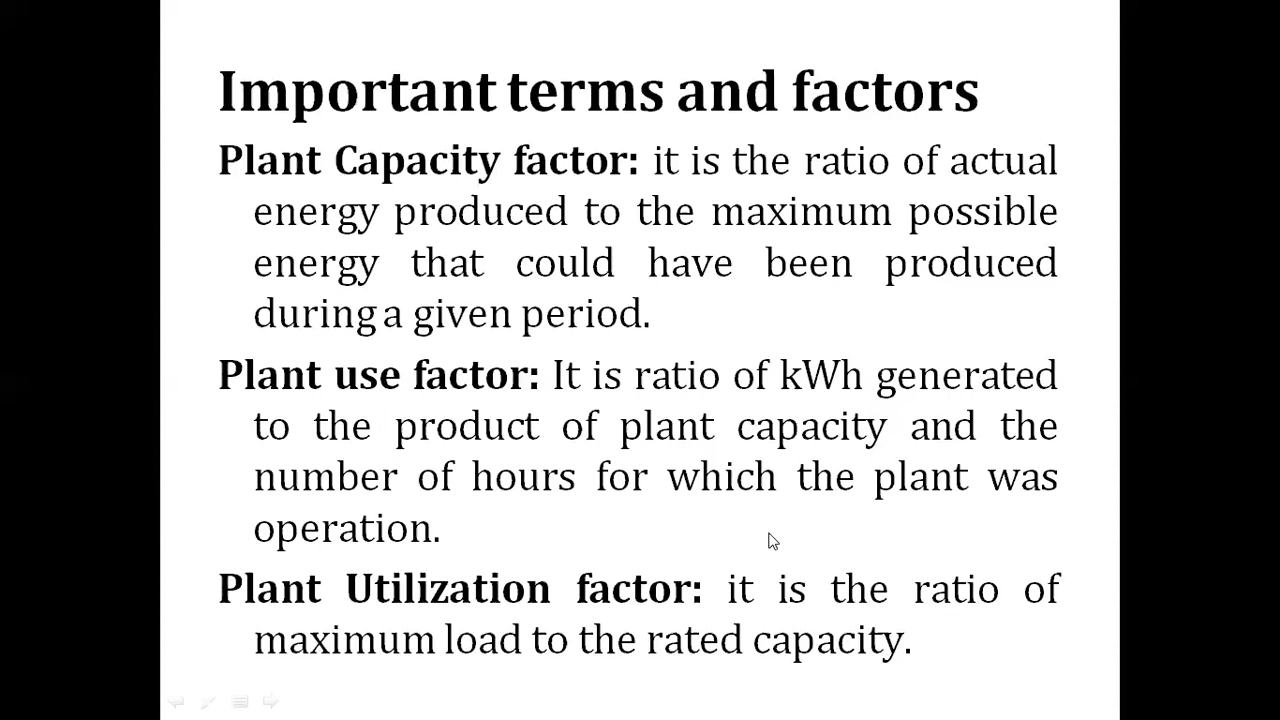 Important terms and factors
Plant Capacity factor: it is the ratio of actual
energy produced to the maximum possible
energy that could have been produced
during a given period.
Plant use factor: It is ratio of kWh generated
to the product of plant capacity and the
number of hours for which the plant was
operation.
Plant Utilization factor: it is the ratio of
maximum load to the rated capacity.